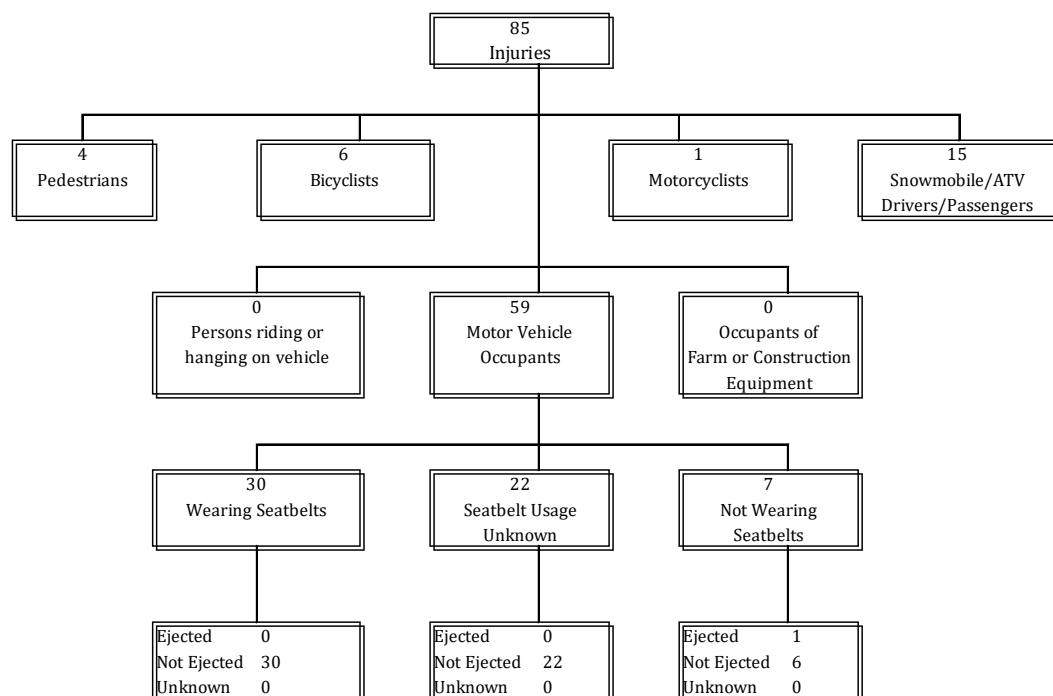 85
Injuries
4
Pedestrians
6
Bicyclists
1
Motorcyclists
15
Snowmobile/ATV
Drivers/Passengers
0
Persons riding or
hanging on vehicle
59
Motor Vehicle
Occupants
0
Occupants of
Farm or Construction
Equipment
30
Wearing Seatbelts
22
Seatbelt Usage
Unknown
7
Not Wearing
Seatbelts
Ejected 0
Not Ejected 30
Unknown 0
Ejected 0
Not Ejected 22
Unknown 0
Ejected 1
Not Ejected 6
Unknown 0